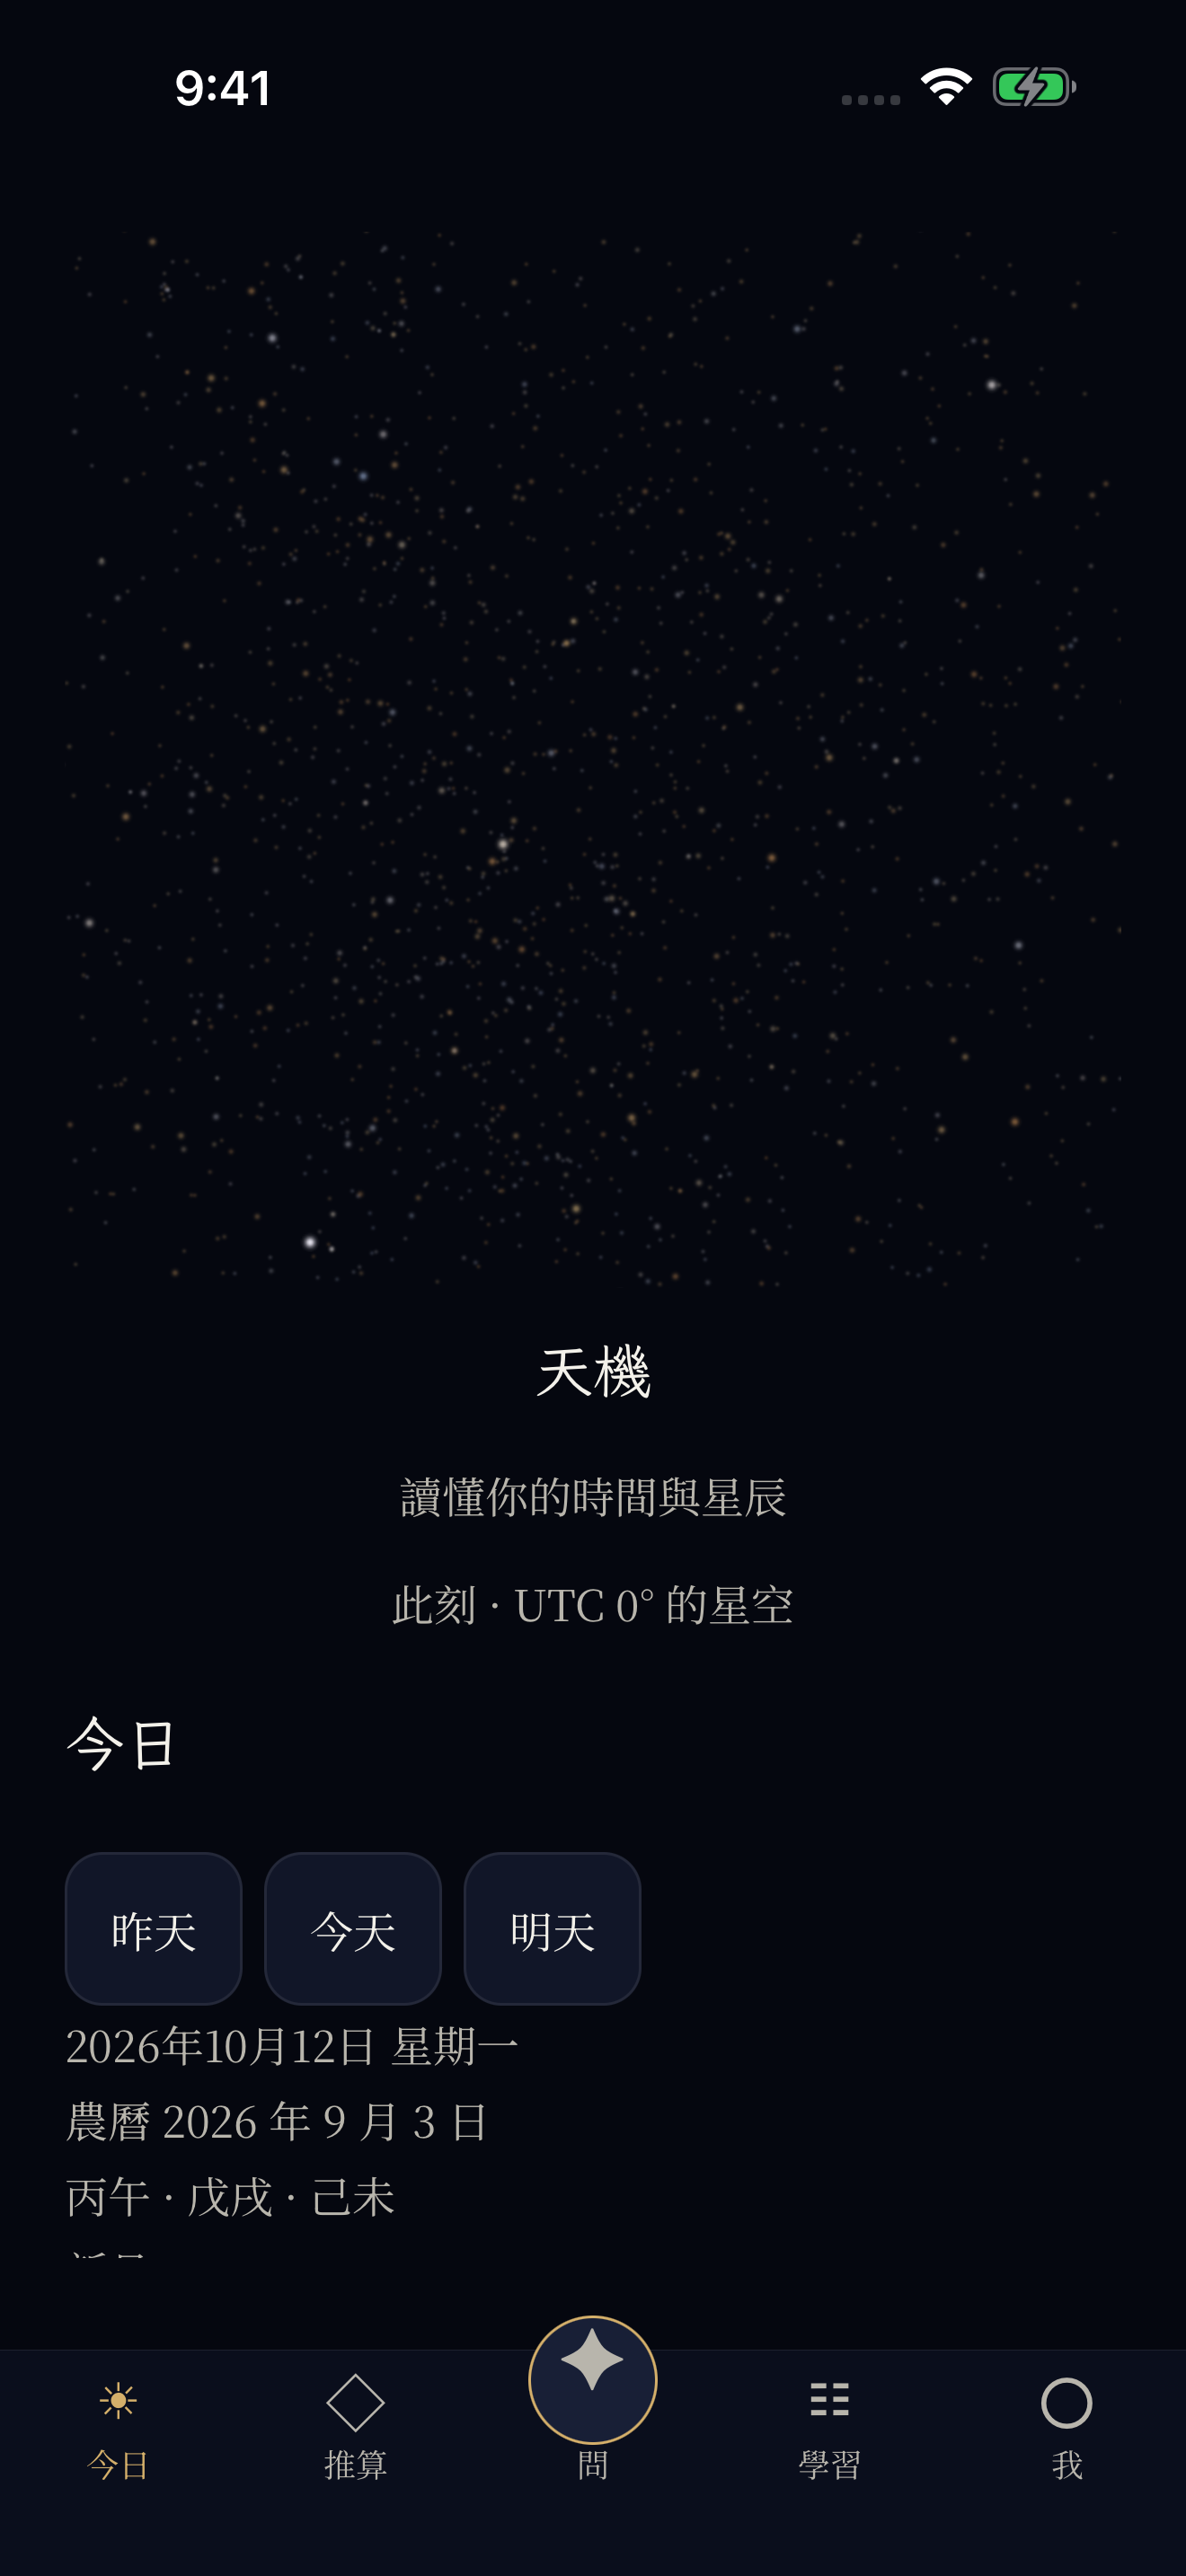 9:41
天機
讀懂你的時間與星辰
此刻 · UTC 0° 的星空
今日
昨天 今天 明天
2026年10月12日 星期一
農曆 2026 年 9 月 3 日
丙午 · 戊戌 · 己未
今日 推算 問 學習 我